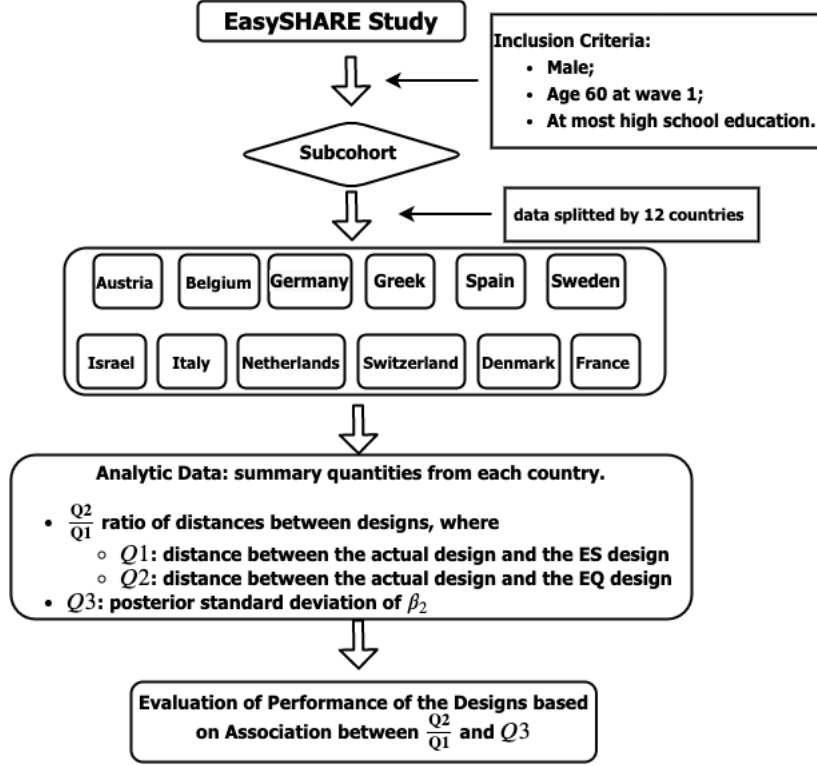 EasySHARE Study
Inclusion Criteria:
• Male;
• Age 60 at wave 1;
• At most high school education.
Subcohort
data splitted by 12 countries
Austria Belgium Germany Greek Spain Sweden
Israel Italy Netherlands Switzerland Denmark France
Analytic Data: summary quantities from each country.
• Q2/Q1 ratio of distances between designs, where
◦ Q1: distance between the actual design and the ES design
◦ Q2: distance between the actual design and the EQ design
• Q3: posterior standard deviation of β₂
Evaluation of Performance of the Designs based
on Association between Q2/Q1 and Q3